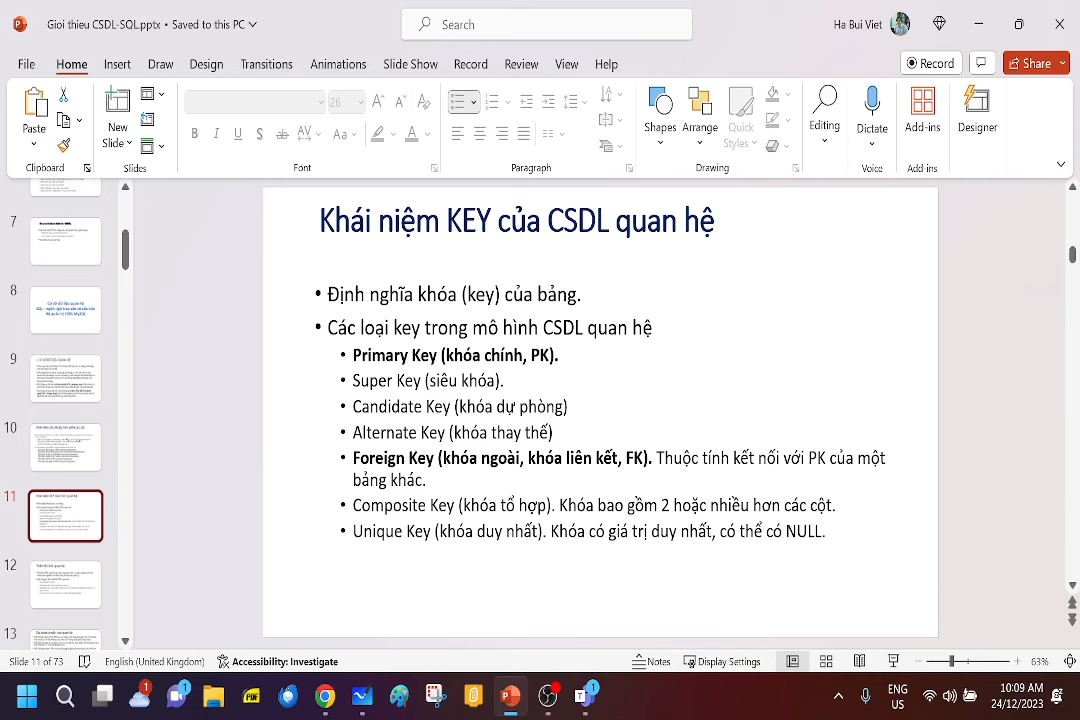 Gioi thieu CSDL-SQL.pptx • Saved to this PC
Search
Ha Bui Viet
File Home Insert Draw Design Transitions Animations Slide Show Record Review View Help
Record
Share
Paste
New
Slide
26
B I U S ab AV Aa
A
Shapes Arrange Quick
Styles
Editing
Dictate
Add-ins
Designer
Clipboard Slides Font Paragraph Drawing Voice Add-ins
7
8
9
10
11
12
13
Khái niệm KEY của CSDL quan hệ
• Định nghĩa khóa (key) của bảng.
• Các loại key trong mô hình CSDL quan hệ
• Primary Key (khóa chính, PK).
• Super Key (siêu khóa).
• Candidate Key (khóa dự phòng)
• Alternate Key (khóa thay thế)
• Foreign Key (khóa ngoài, khóa liên kết, FK). Thuộc tính kết nối với PK của một
bảng khác.
• Composite Key (khóa tổ hợp). Khóa bao gồm 2 hoặc nhiều hơn các cột.
• Unique Key (khóa duy nhất). Khóa có giá trị duy nhất, có thể có NULL.
Slide 11 of 73
English (United Kingdom)
Accessibility: Investigate
Notes
Display Settings
63%
1
1
PDF
1
ENG
US
10:09 AM
24/12/2023